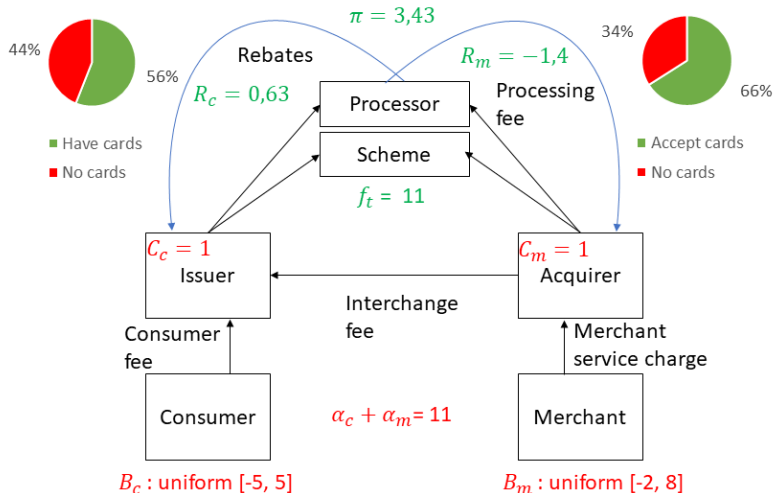 π = 3,43
44%
56%
Have cards
No cards
Rebates
R_c = 0,63
R_m = −1,4
Processing
fee
34%
66%
Accept cards
No cards
Processor
Scheme
f_t = 11
C_c = 1
Issuer
C_m = 1
Acquirer
Interchange
fee
Consumer
fee
Merchant
service charge
Consumer
α_c + α_m = 11
Merchant
B_c : uniform [-5, 5]
B_m : uniform [-2, 8]